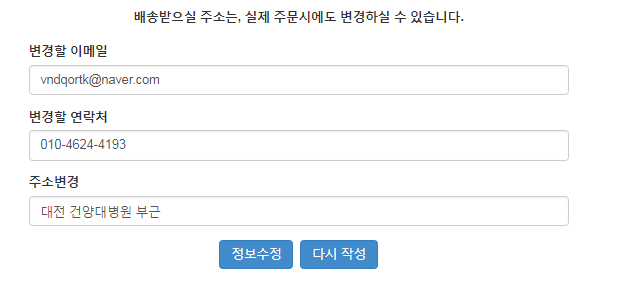 배송받으실 주소는, 실제 주문시에도 변경하실 수 있습니다.
변경할 이메일
vndqortk@naver.com
변경할 연락처
010-4624-4193
주소변경
대전 건양대병원 부근
정보수정 다시 작성